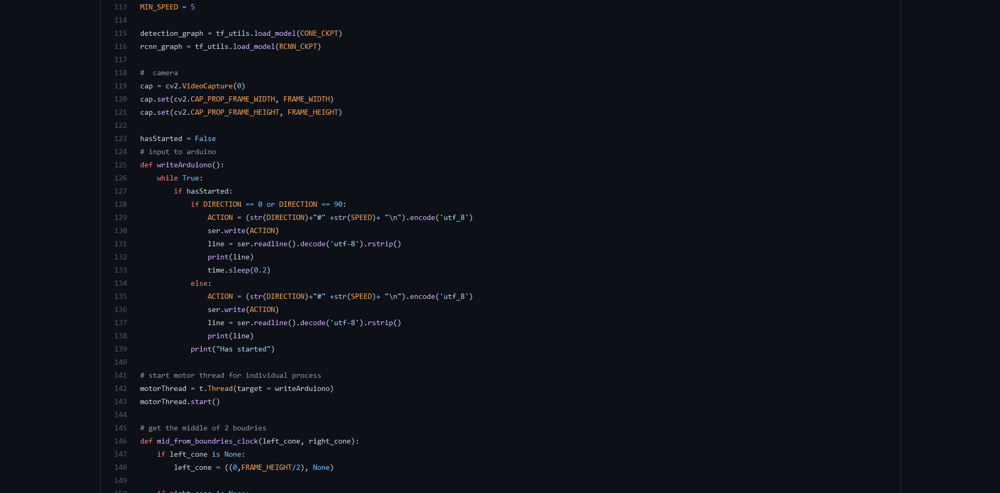 113 MIN_SPEED = 5
114
115 detection_graph = tf_utils.load_model(CONE_CKPT)
116 rcnn_graph = tf_utils.load_model(RCNN_CKPT)
117
118 #  camera
119 cap = cv2.VideoCapture(0)
120 cap.set(cv2.CAP_PROP_FRAME_WIDTH, FRAME_WIDTH)
121 cap.set(cv2.CAP_PROP_FRAME_HEIGHT, FRAME_HEIGHT)
122
123 hasStarted = False
124 # input to arduino
125 def writeArduiono():
126     while True:
127         if hasStarted:
128             if DIRECTION == 0 or DIRECTION == 90:
129                 ACTION = (str(DIRECTION)+"#" +str(SPEED)+ "\n").encode('utf_8')
130                 ser.write(ACTION)
131                 line = ser.readline().decode('utf-8').rstrip()
132                 print(line)
133                 time.sleep(0.2)
134             else:
135                 ACTION = (str(DIRECTION)+"#" +str(SPEED)+ "\n").encode('utf_8')
136                 ser.write(ACTION)
137                 line = ser.readline().decode('utf-8').rstrip()
138                 print(line)
139             print("Has started")
140
141 # start motor thread for individual process
142 motorThread = t.Thread(target = writeArduiono)
143 motorThread.start()
144
145 # get the middle of 2 boudries
146 def mid_from_boundries_clock(left_cone, right_cone):
147     if left_cone is None:
148         left_cone = ((0,FRAME_HEIGHT/2), None)
149
150     if right_cone is None: